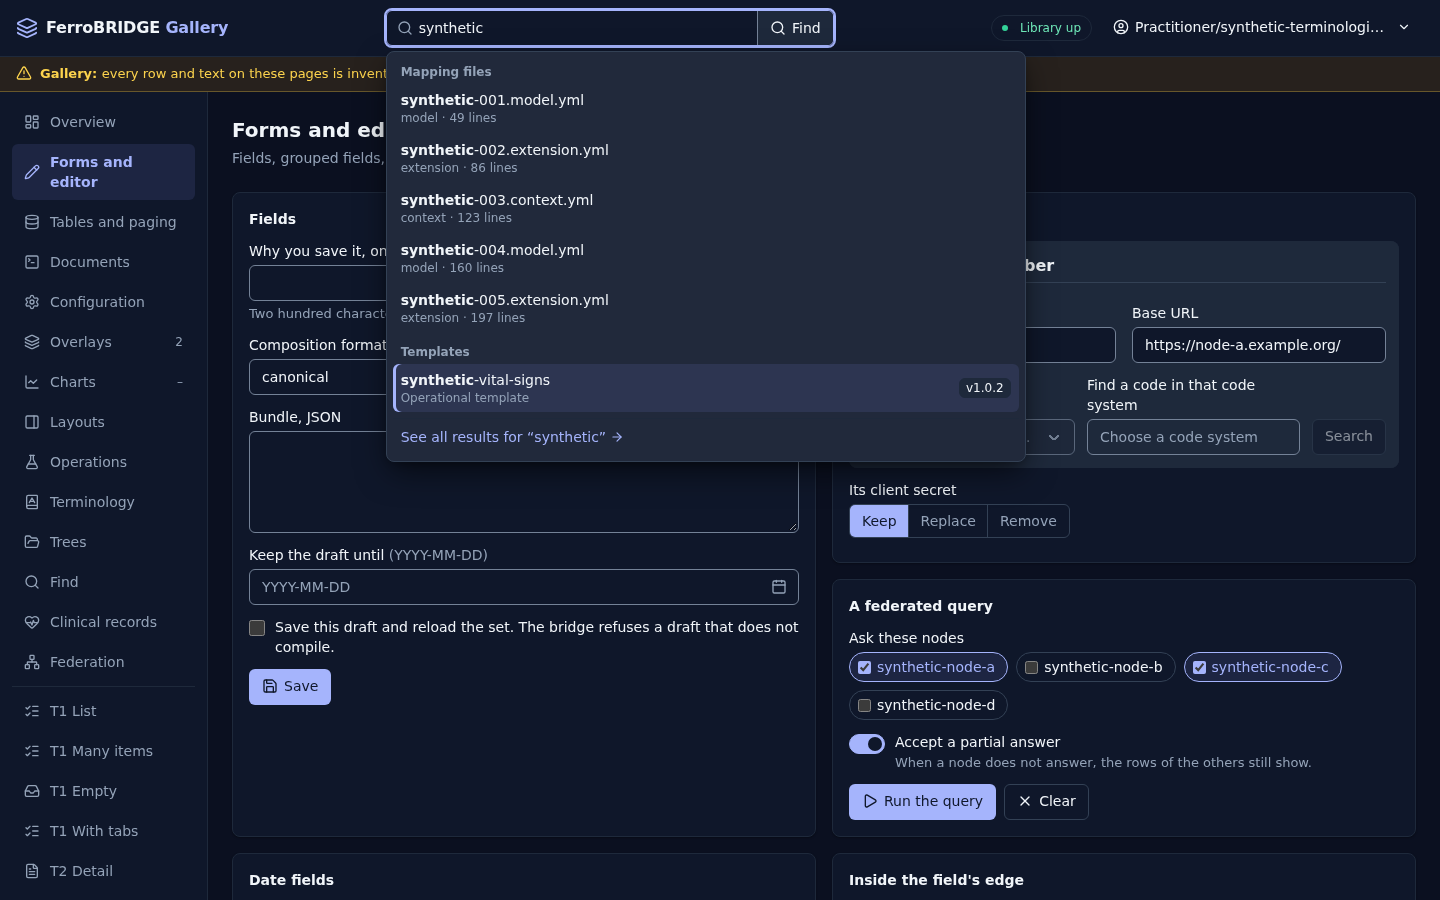 FerroBRIDGE Gallery
synthetic
Find
Library up
Practitioner/synthetic-terminologi...
Gallery: every row and text on these pages is invent
Mapping files
synthetic-001.model.yml
model · 49 lines
synthetic-002.extension.yml
extension · 86 lines
synthetic-003.context.yml
context · 123 lines
synthetic-004.model.yml
model · 160 lines
synthetic-005.extension.yml
extension · 197 lines
Templates
synthetic-vital-signs
Operational template
v1.0.2
See all results for “synthetic” →
Overview
Forms and
editor
Tables and paging
Documents
Configuration
Overlays 2
Charts –
Layouts
Operations
Terminology
Trees
Find
Clinical records
Federation
T1 List
T1 Many items
T1 Empty
T1 With tabs
T2 Detail
Forms and ed
Fields, grouped fields,
Fields
Why you save it, on
Two hundred characte
Composition format
canonical
Bundle, JSON
Keep the draft until (YYYY-MM-DD)
YYYY-MM-DD
Save this draft and reload the set. The bridge refuses a draft that does not
compile.
Save
ber
Base URL
https://node-a.example.org/
Find a code in that code
system
Choose a code system
Search
Its client secret
Keep
Replace
Remove
A federated query
Ask these nodes
synthetic-node-a
synthetic-node-b
synthetic-node-c
synthetic-node-d
Accept a partial answer
When a node does not answer, the rows of the others still show.
Run the query
Clear
Date fields
Inside the field's edge